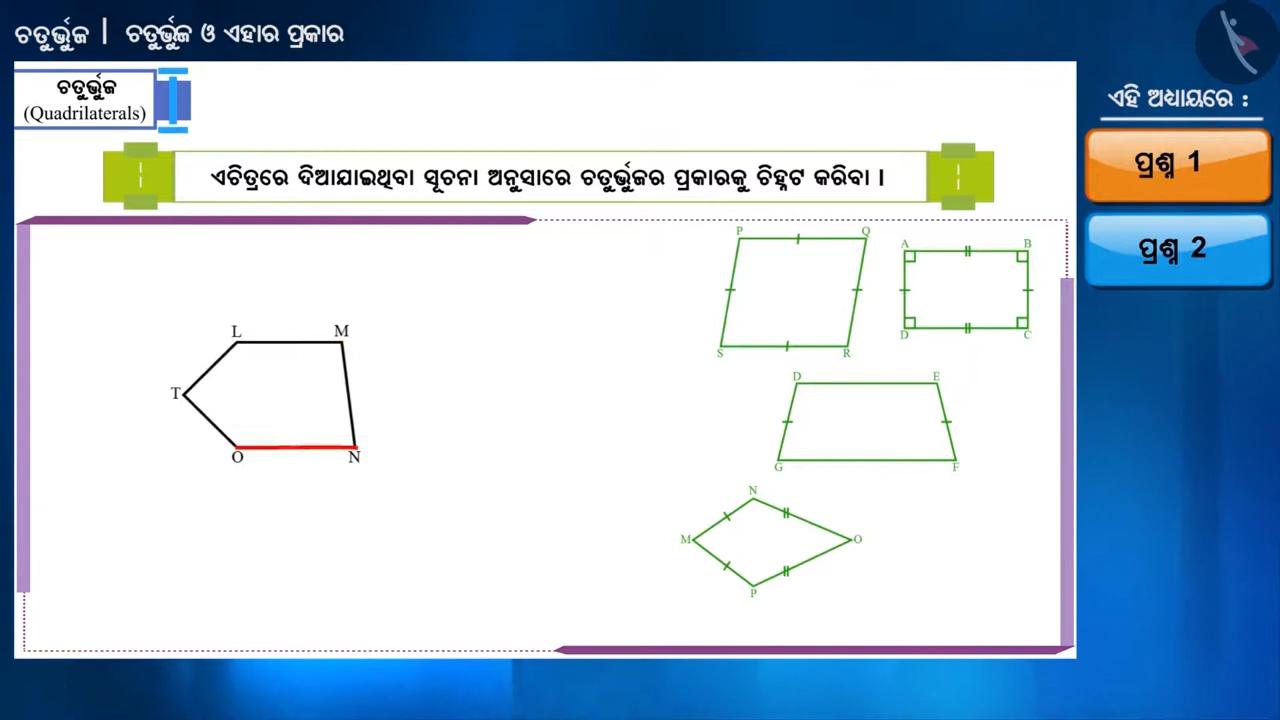 ଚତୁର୍ଭୁଜ | ଚତୁର୍ଭୁଜ ଓ ଏହାର ପ୍ରକାର
ଚତୁର୍ଭୁଜ
(Quadrilaterals)
ଏହି ଅଧ୍ୟାୟରେ :
ପ୍ରଶ୍ନ 1
ପ୍ରଶ୍ନ 2
ଏଚିତ୍ରରେ ଦିଆଯାଇଥିବା ସୂଚନା ଅନୁସାରେ ଚତୁର୍ଭୁଜର ପ୍ରକାରକୁ ଚିହ୍ନଟ କରିବା ।
L M
T
O N
P Q
S R
A B
D C
D E
G F
N
M O
P